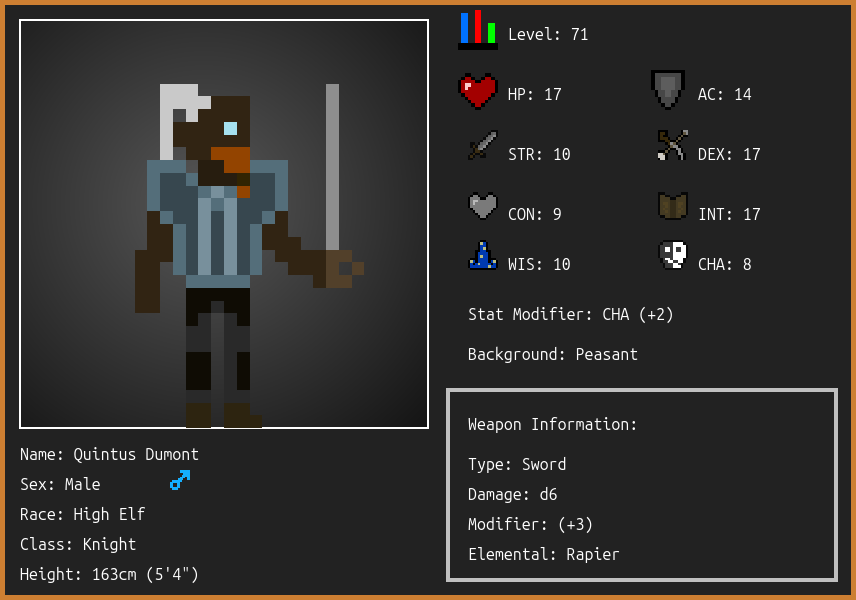 Level: 71
HP: 17
AC: 14
STR: 10
DEX: 17
CON: 9
INT: 17
WIS: 10
CHA: 8
Stat Modifier: CHA (+2)
Background: Peasant
Weapon Information:
Type: Sword
Damage: d6
Modifier: (+3)
Elemental: Rapier
Name: Quintus Dumont
Sex: Male
Race: High Elf
Class: Knight
Height: 163cm (5'4")